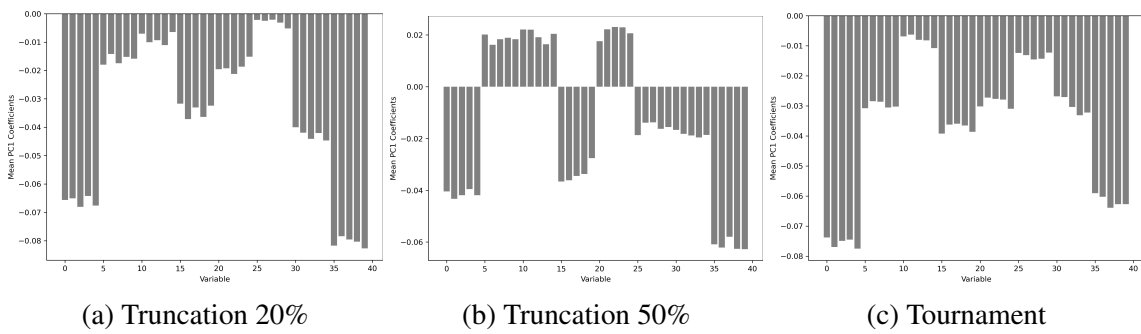 0.00
−0.01
−0.02
−0.03
−0.04
−0.05
−0.06
−0.07
−0.08
Mean PC1 Coefficients
0 5 10 15 20 25 30 35 40
Variable
(a) Truncation 20%
0.02
0.00
−0.02
−0.04
−0.06
Mean PC1 Coefficients
0 5 10 15 20 25 30 35 40
Variable
(b) Truncation 50%
0.00
−0.01
−0.02
−0.03
−0.04
−0.05
−0.06
−0.07
−0.08
Mean PC1 Coefficients
0 5 10 15 20 25 30 35 40
Variable
(c) Tournament